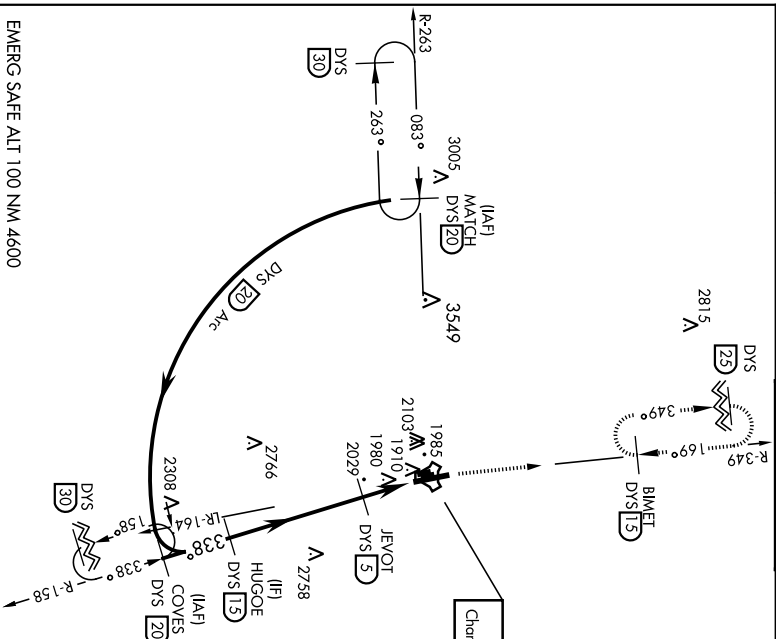 EMERG SAFE ALT 100 NM 4600
R-263
DYS
30
263°
083°
3005
(IAF)
MATCH
DYS 20
3549
DYS 20 Arc
2815
DYS
25
349°
169°
R-349
BIMET
DYS 15
2103
1985
1910
1980
2029
JEVOT
DYS 5
Char
2766
2758
2308
LR-164
338°
(IF)
HUGOE
DYS 15
DYS
30
158°
338°
R-158
(IAF)
COVES
DYS 20